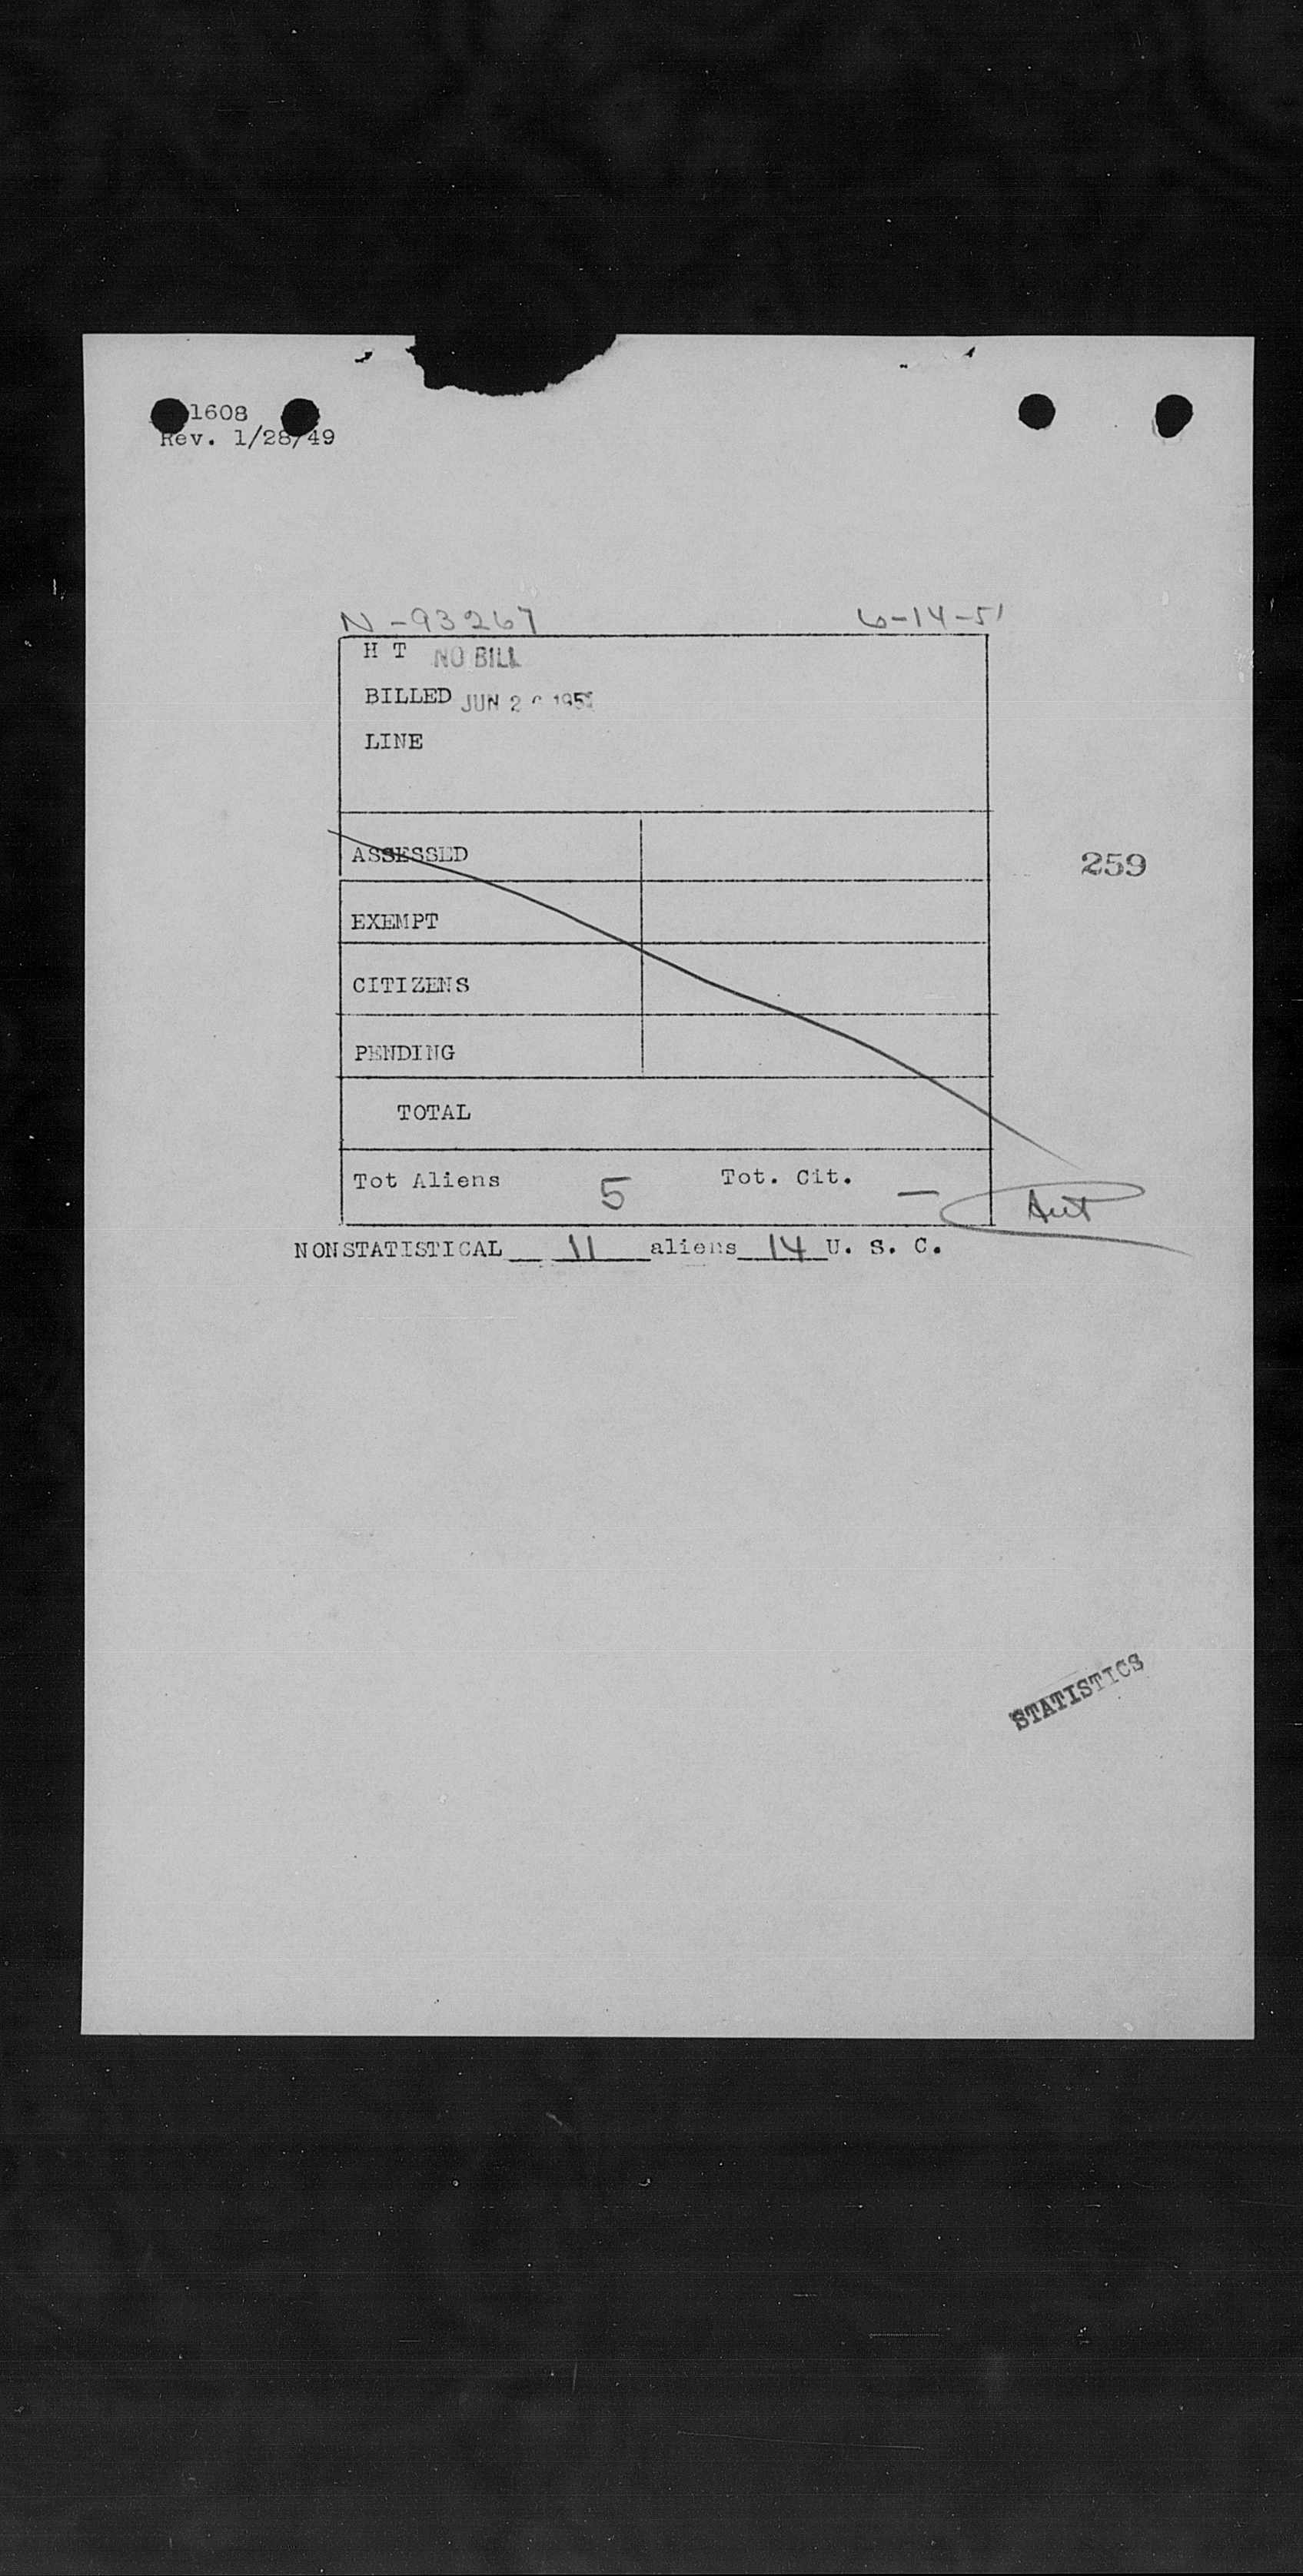 1608
Rev. 1/28/49
N-93267 6-14-51
H T NO BILL
BILLED JUN 2
LINE
ASSESSED
259
EXEMPT
CITIZENS
PENDING
TOTAL
Tot Aliens 5 Tot. Cit. —
NONSTATISTICAL 11 aliens 14 U. S. C.
STATISTICS